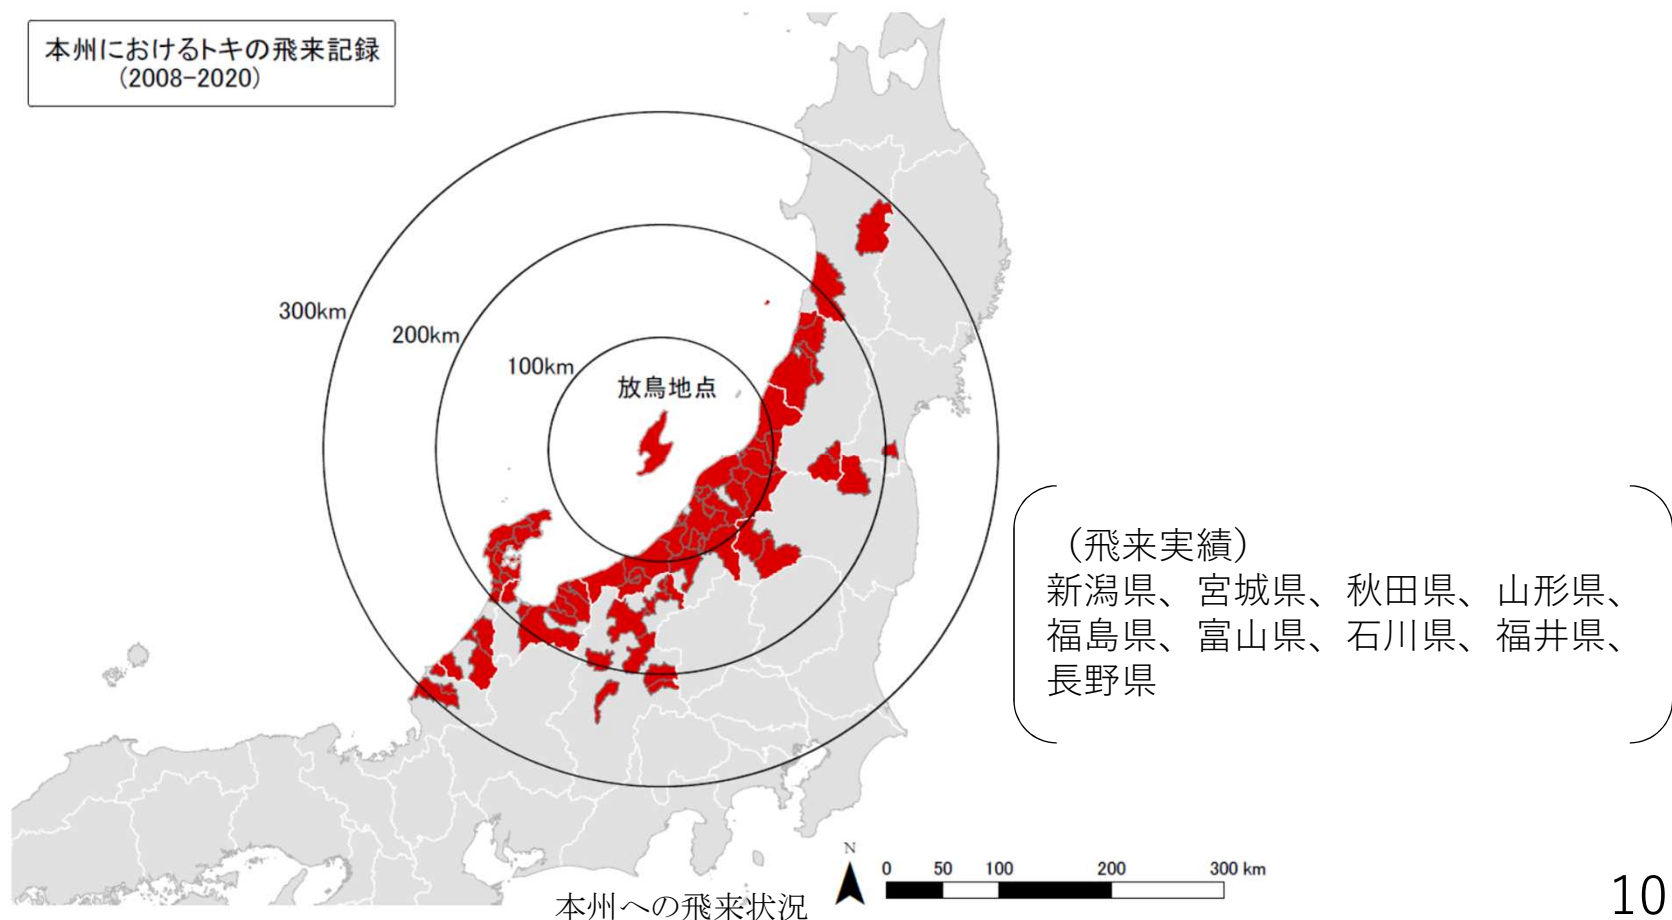 本州におけるトキの飛来記録
(2008-2020)
300km
200km
100km
放鳥地点
（飛来実績）
新潟県、宮城県、秋田県、山形県、
福島県、富山県、石川県、福井県、
長野県
N
0 50 100 200 300 km
本州への飛来状況
10